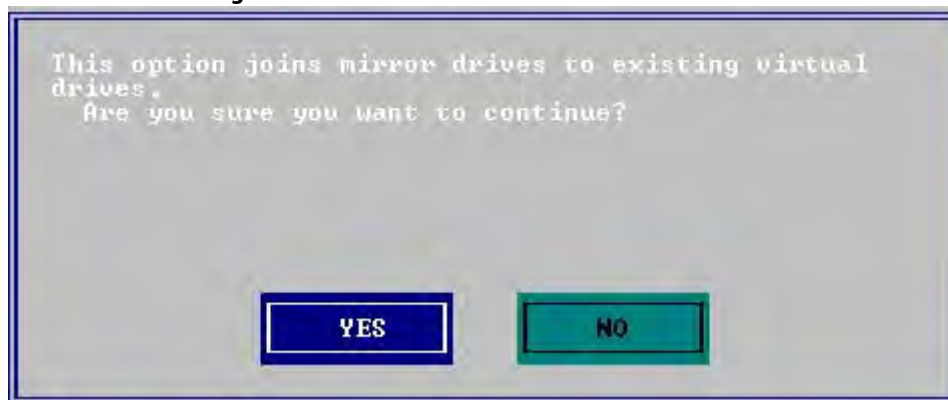 This option joins mirror drives to existing virtual
drives.
Are you sure you want to continue?
YES
NO